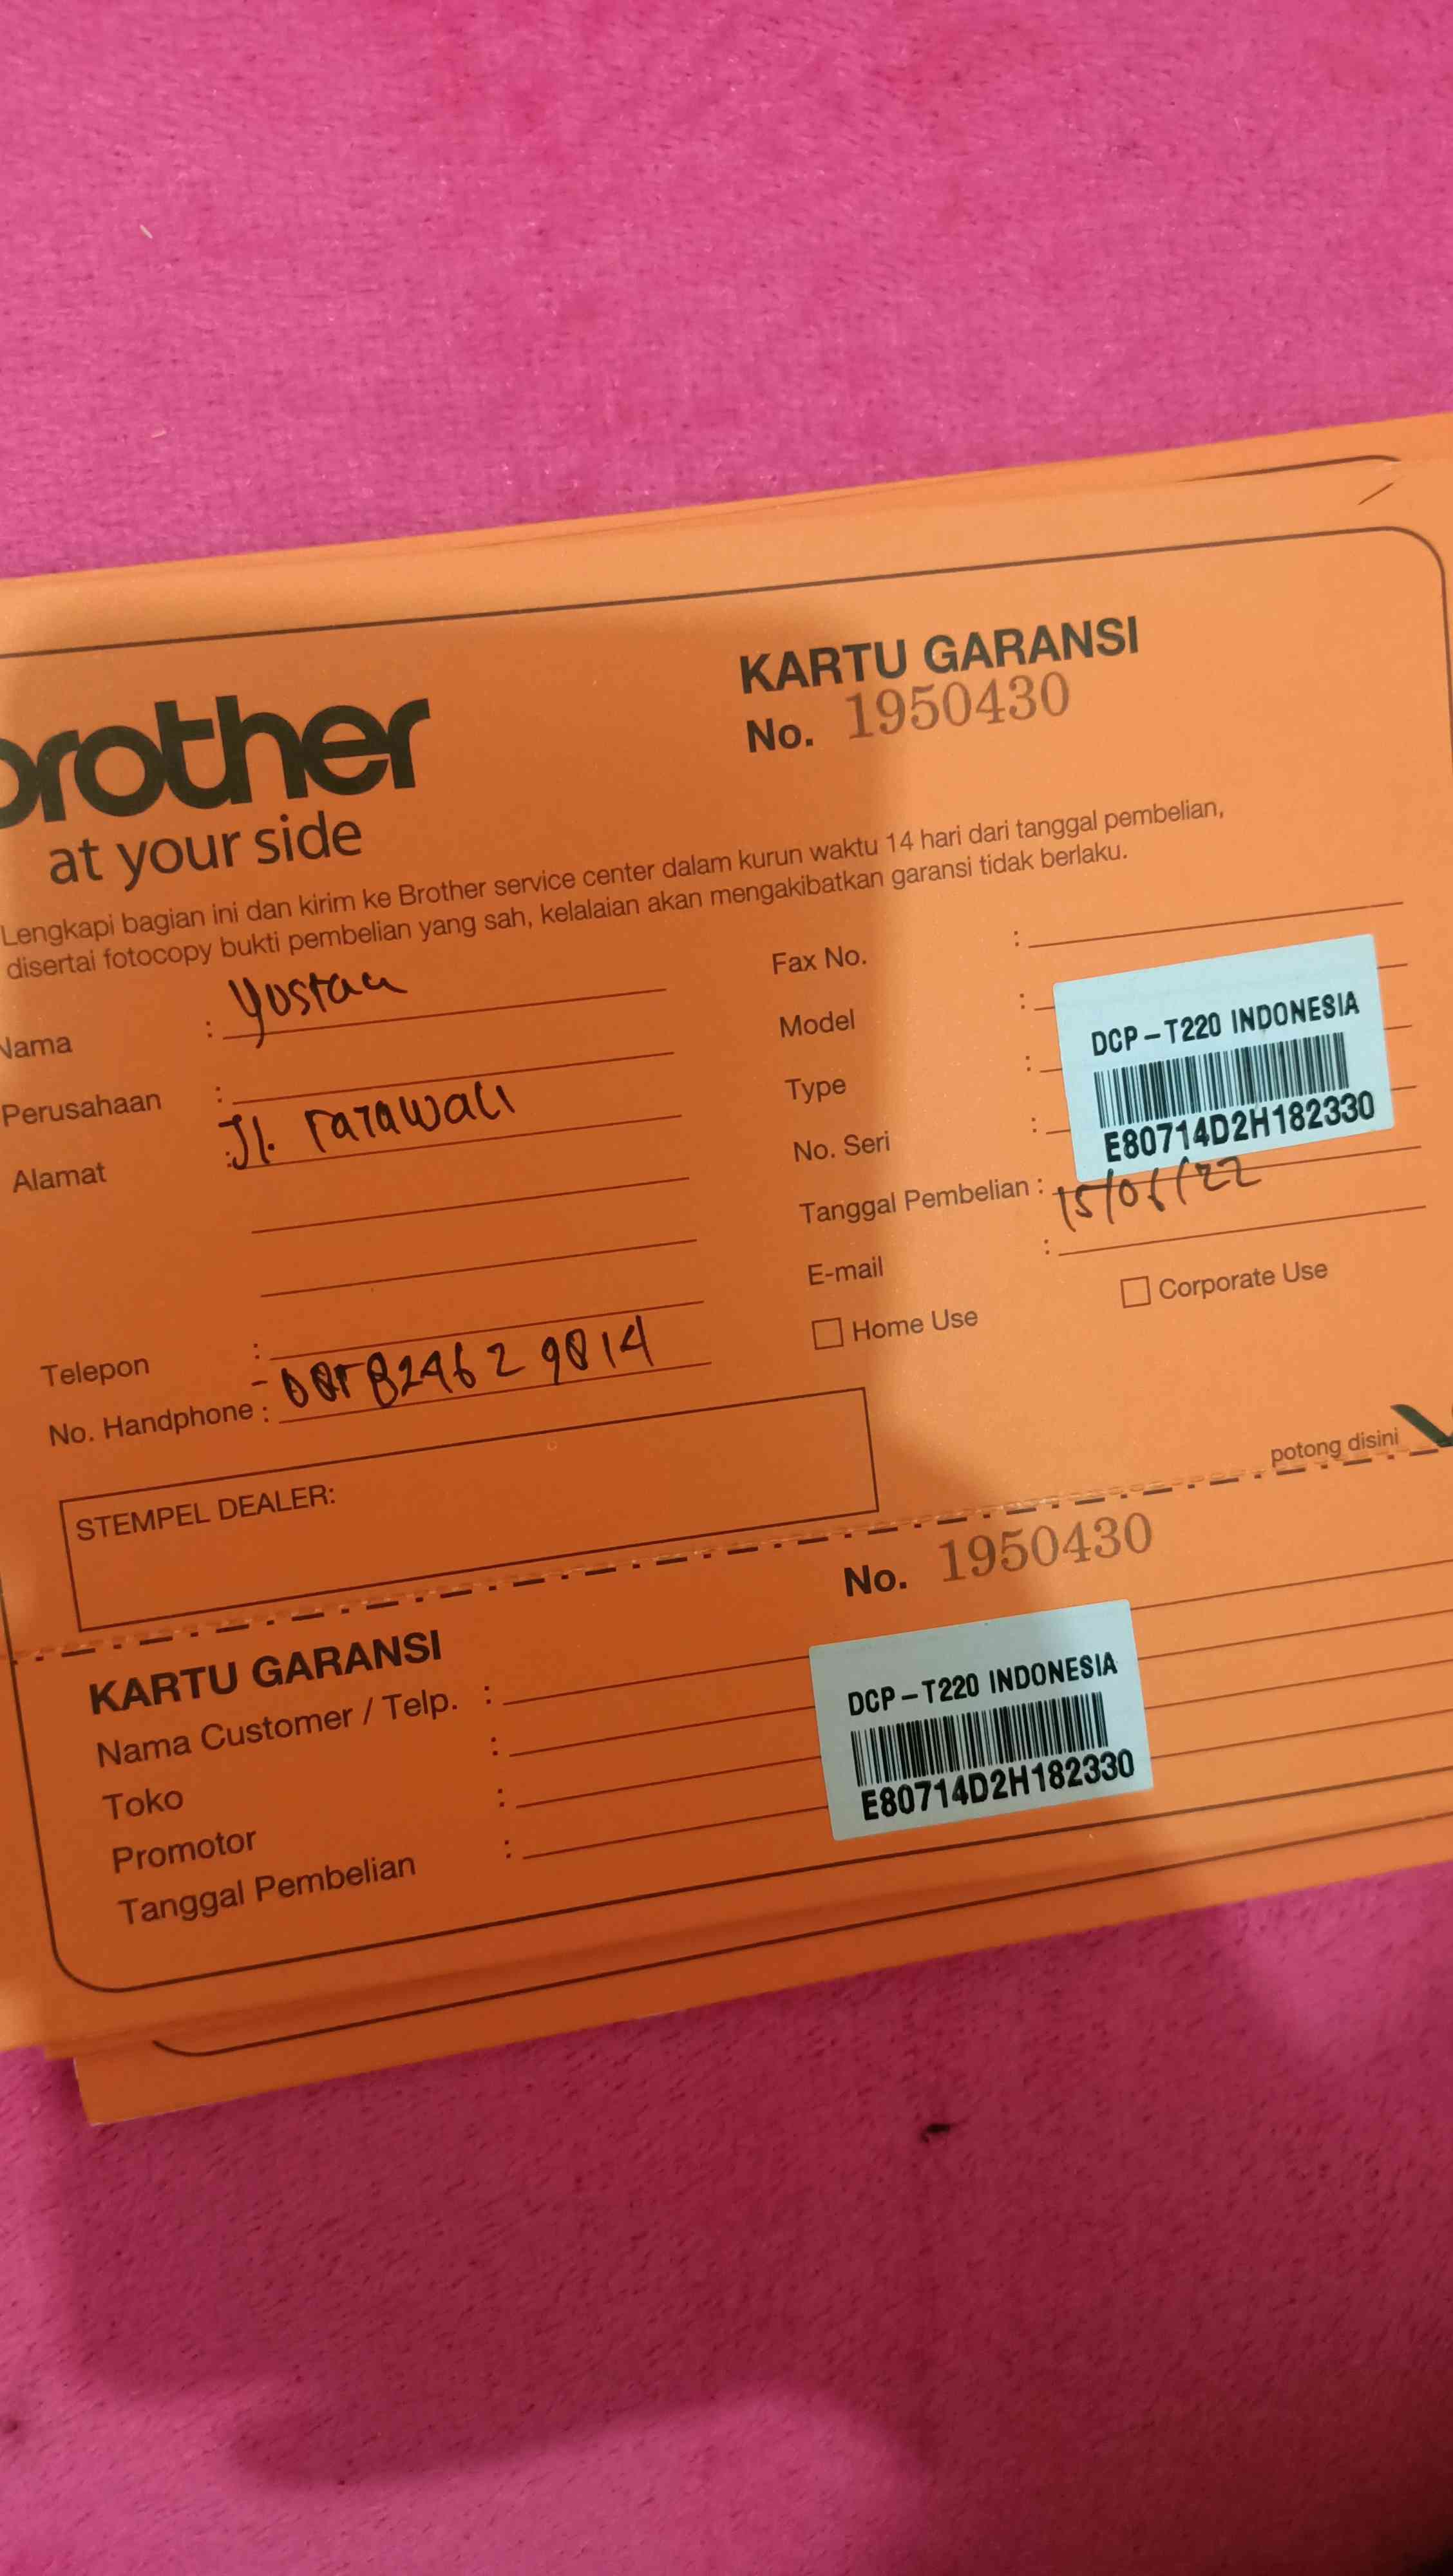 brother
at your side
KARTU GARANSI
No. 1950430
Lengkapi bagian ini dan kirim ke Brother service center dalam kurun waktu 14 hari dari tanggal pembelian,
disertai fotocopy bukti pembelian yang sah, kelalaian akan mengakibatkan garansi tidak berlaku.
Nama :
Perusahaan :
Alamat : Jl.
Telepon :
No. Handphone :
Fax No. :
Model :
Type :
No. Seri :
DCP-T220 INDONESIA
E80714D2H182330
Tanggal Pembelian :
E-mail :
Home Use
Corporate Use
STEMPEL DEALER:
potong disini
No. 1950430
KARTU GARANSI
Nama Customer / Telp. :
Toko :
Promotor :
Tanggal Pembelian :
DCP-T220 INDONESIA
E80714D2H182330